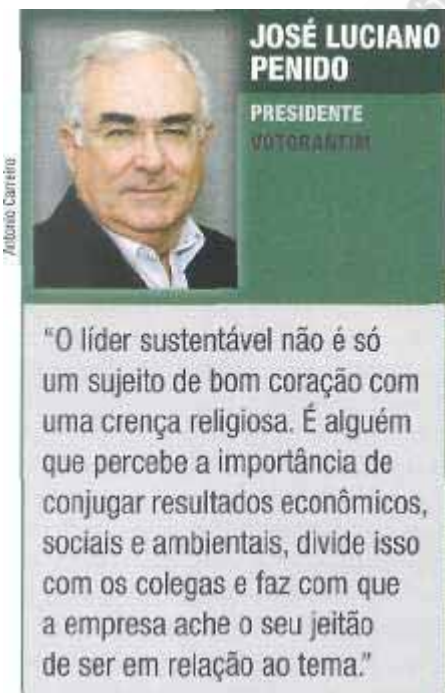 JOSÉ LUCIANO
PENIDO
PRESIDENTE
VOTORANTIM
Antonio Carreiro
"O líder sustentável não é só
um sujeito de bom coração com
uma crença religiosa. É alguém
que percebe a importância de
conjugar resultados econômicos,
sociais e ambientais, divide isso
com os colegas e faz com que
a empresa ache o seu jeitão
de ser em relação ao tema."